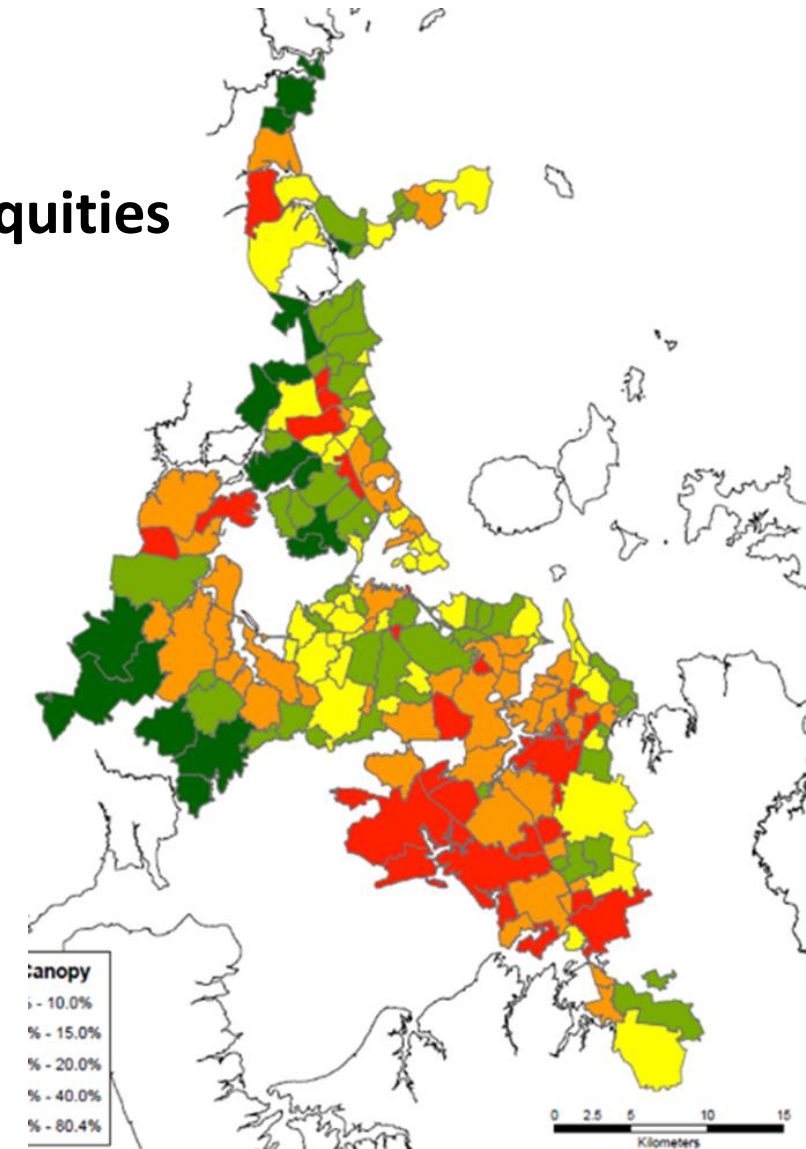 quities
Canopy
% - 10.0%
% - 15.0%
% - 20.0%
% - 40.0%
% - 80.4%
0 2.5 5 10 15
Kilometers